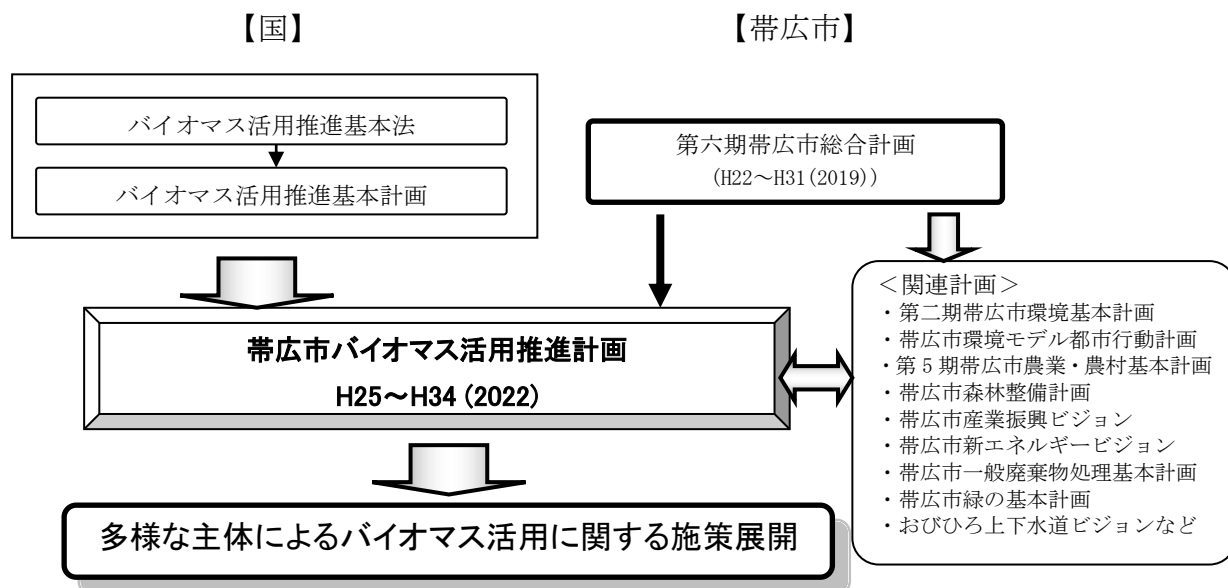 【国】
【帯広市】
バイオマス活用推進基本法
バイオマス活用推進基本計画
第六期帯広市総合計画
(H22～H31(2019))
帯広市バイオマス活用推進計画
H25～H34 (2022)
＜関連計画＞
・第二期帯広市環境基本計画
・帯広市環境モデル都市行動計画
・第5期帯広市農業・農村基本計画
・帯広市森林整備計画
・帯広市産業振興ビジョン
・帯広市新エネルギービジョン
・帯広市一般廃棄物処理基本計画
・帯広市緑の基本計画
・おびひろ上下水道ビジョンなど
多様な主体によるバイオマス活用に関する施策展開